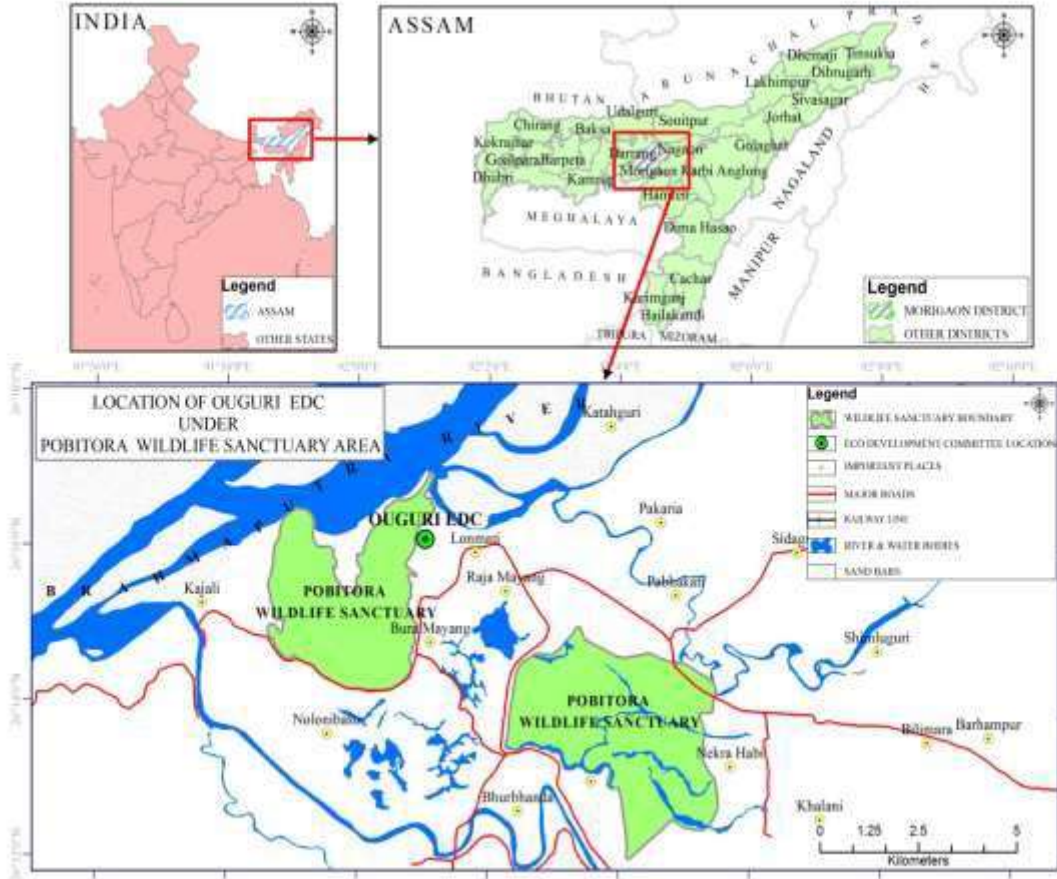 INDIA
Legend
ASSAM
OTHER STATES
ASSAM
ARUNACHAL PRADESH
BHUTAN
Dhemaji
Tinsukia
Dibrugarh
Lakhimpur
Sivasagar
Jorhat
Udalguri
Sonitpur
Chirang
Baksa
Kokrajhar
Darrang
Nagaon
Golaghat
Goalpara
Barpeta
Morigaon
Karbi Anglong
Dhubri
Kamrup
NAGALAND
MEGHALAYA
Dima Hasao
MANIPUR
BANGLADESH
Cachar
Karimganj
Hailakandi
TRIPURA
MIZORAM
Legend
MORIGAON DISTRICT
OTHER DISTRICTS
LOCATION OF OUGURI EDC
UNDER
POBITORA WILDLIFE SANCTUARY AREA
BRAHMAPUTRA RIVER
Katahguri
Legend
WILDLIFE SANCTUARY BOUNDARY
ECO DEVELOPMENT COMMITTEE LOCATION
IMPORTANT PLACES
MAJOR ROADS
RAILWAY LINE
RIVER & WATER BODIES
SAND BARS
Pakaria
OUGURI EDC
Lonmari
Raja Mayang
Kajali
POBITORA
WILDLIFE SANCTUARY
Bura Mayang
Shimluguri
POBITORA
WILDLIFE SANCTUARY
Nekra Habi
Bilimara
Barhampur
Bhurbhanda
Khalani
0 1.25 2.5 5
Kilometers